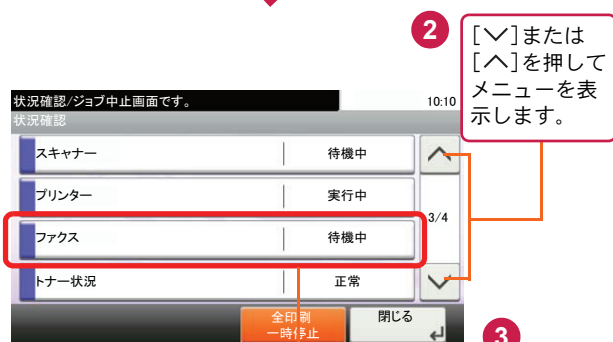 2
[∨]または
[∧]を押して
メニューを表
示します。
状況確認/ジョブ中止画面です。 10:10
状況確認
スキャナー 待機中
プリンター 実行中
3/4
ファクス 待機中
トナー状況 正常
全印刷
一時停止
閉じる
3